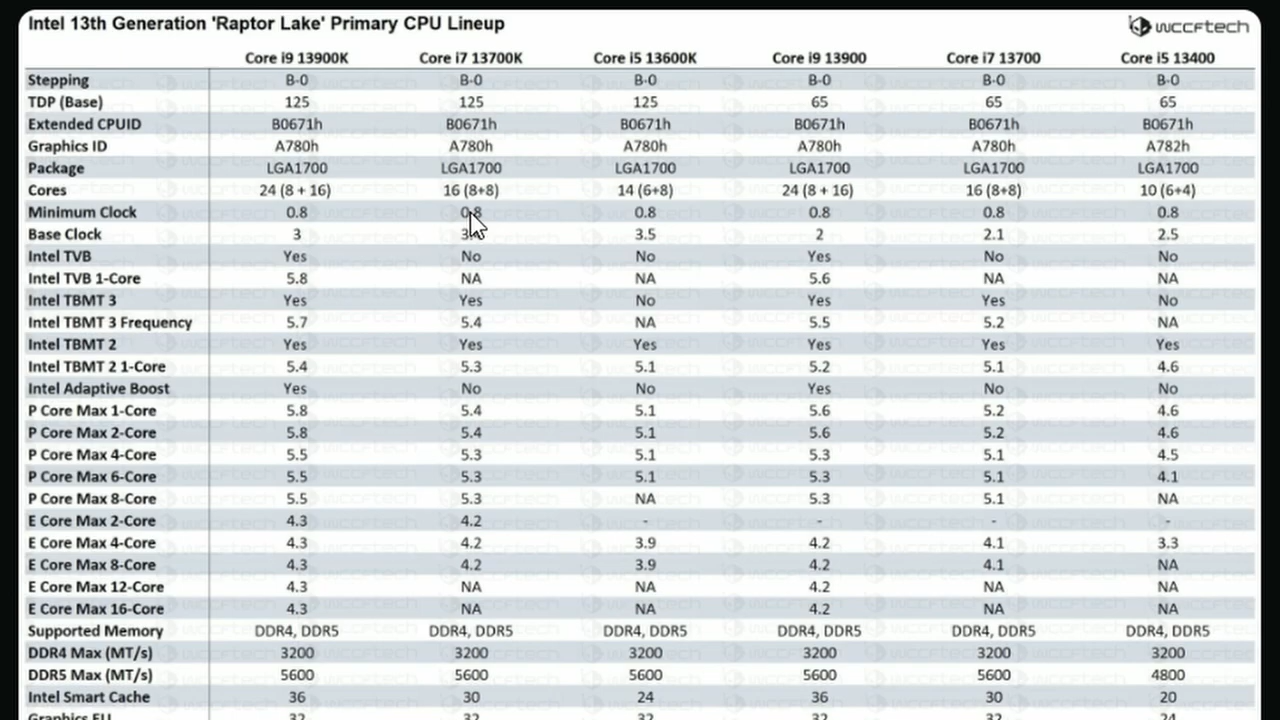 Intel 13th Generation 'Raptor Lake' Primary CPU Lineup wccftech
Core i9 13900K Core i7 13700K Core i5 13600K Core i9 13900 Core i7 13700 Core i5 13400
Stepping B-0 B-0 B-0 B-0 B-0 B-0
TDP (Base) 125 125 125 65 65 65
Extended CPUID B0671h B0671h B0671h B0671h B0671h B0671h
Graphics ID A780h A780h A780h A780h A780h A782h
Package LGA1700 LGA1700 LGA1700 LGA1700 LGA1700 LGA1700
Cores 24 (8 + 16) 16 (8+8) 14 (6+8) 24 (8 + 16) 16 (8+8) 10 (6+4)
Minimum Clock 0.8 0.8 0.8 0.8 0.8 0.8
Base Clock 3 3.5 2 2.1 2.5
Intel TVB Yes No No Yes No No
Intel TVB 1-Core 5.8 NA NA 5.6 NA NA
Intel TBMT 3 Yes Yes No Yes Yes No
Intel TBMT 3 Frequency 5.7 5.4 NA 5.5 5.2 NA
Intel TBMT 2 Yes Yes Yes Yes Yes Yes
Intel TBMT 2 1-Core 5.4 5.3 5.1 5.2 5.1 4.6
Intel Adaptive Boost Yes No No Yes No No
P Core Max 1-Core 5.8 5.4 5.1 5.6 5.2 4.6
P Core Max 2-Core 5.8 5.4 5.1 5.6 5.2 4.6
P Core Max 4-Core 5.5 5.3 5.1 5.3 5.1 4.5
P Core Max 6-Core 5.5 5.3 5.1 5.3 5.1 4.1
P Core Max 8-Core 5.5 5.3 NA 5.3 5.1 NA
E Core Max 2-Core 4.3 4.2 - - - -
E Core Max 4-Core 4.3 4.2 3.9 4.2 4.1 3.3
E Core Max 8-Core 4.3 4.2 3.9 4.2 4.1 NA
E Core Max 12-Core 4.3 NA NA 4.2 NA NA
E Core Max 16-Core 4.3 NA NA 4.2 NA NA
Supported Memory DDR4, DDR5 DDR4, DDR5 DDR4, DDR5 DDR4, DDR5 DDR4, DDR5 DDR4, DDR5
DDR4 Max (MT/s) 3200 3200 3200 3200 3200 3200
DDR5 Max (MT/s) 5600 5600 5600 5600 5600 4800
Intel Smart Cache 36 30 24 36 30 20
Graphics EU 32 32 32 32 32 24